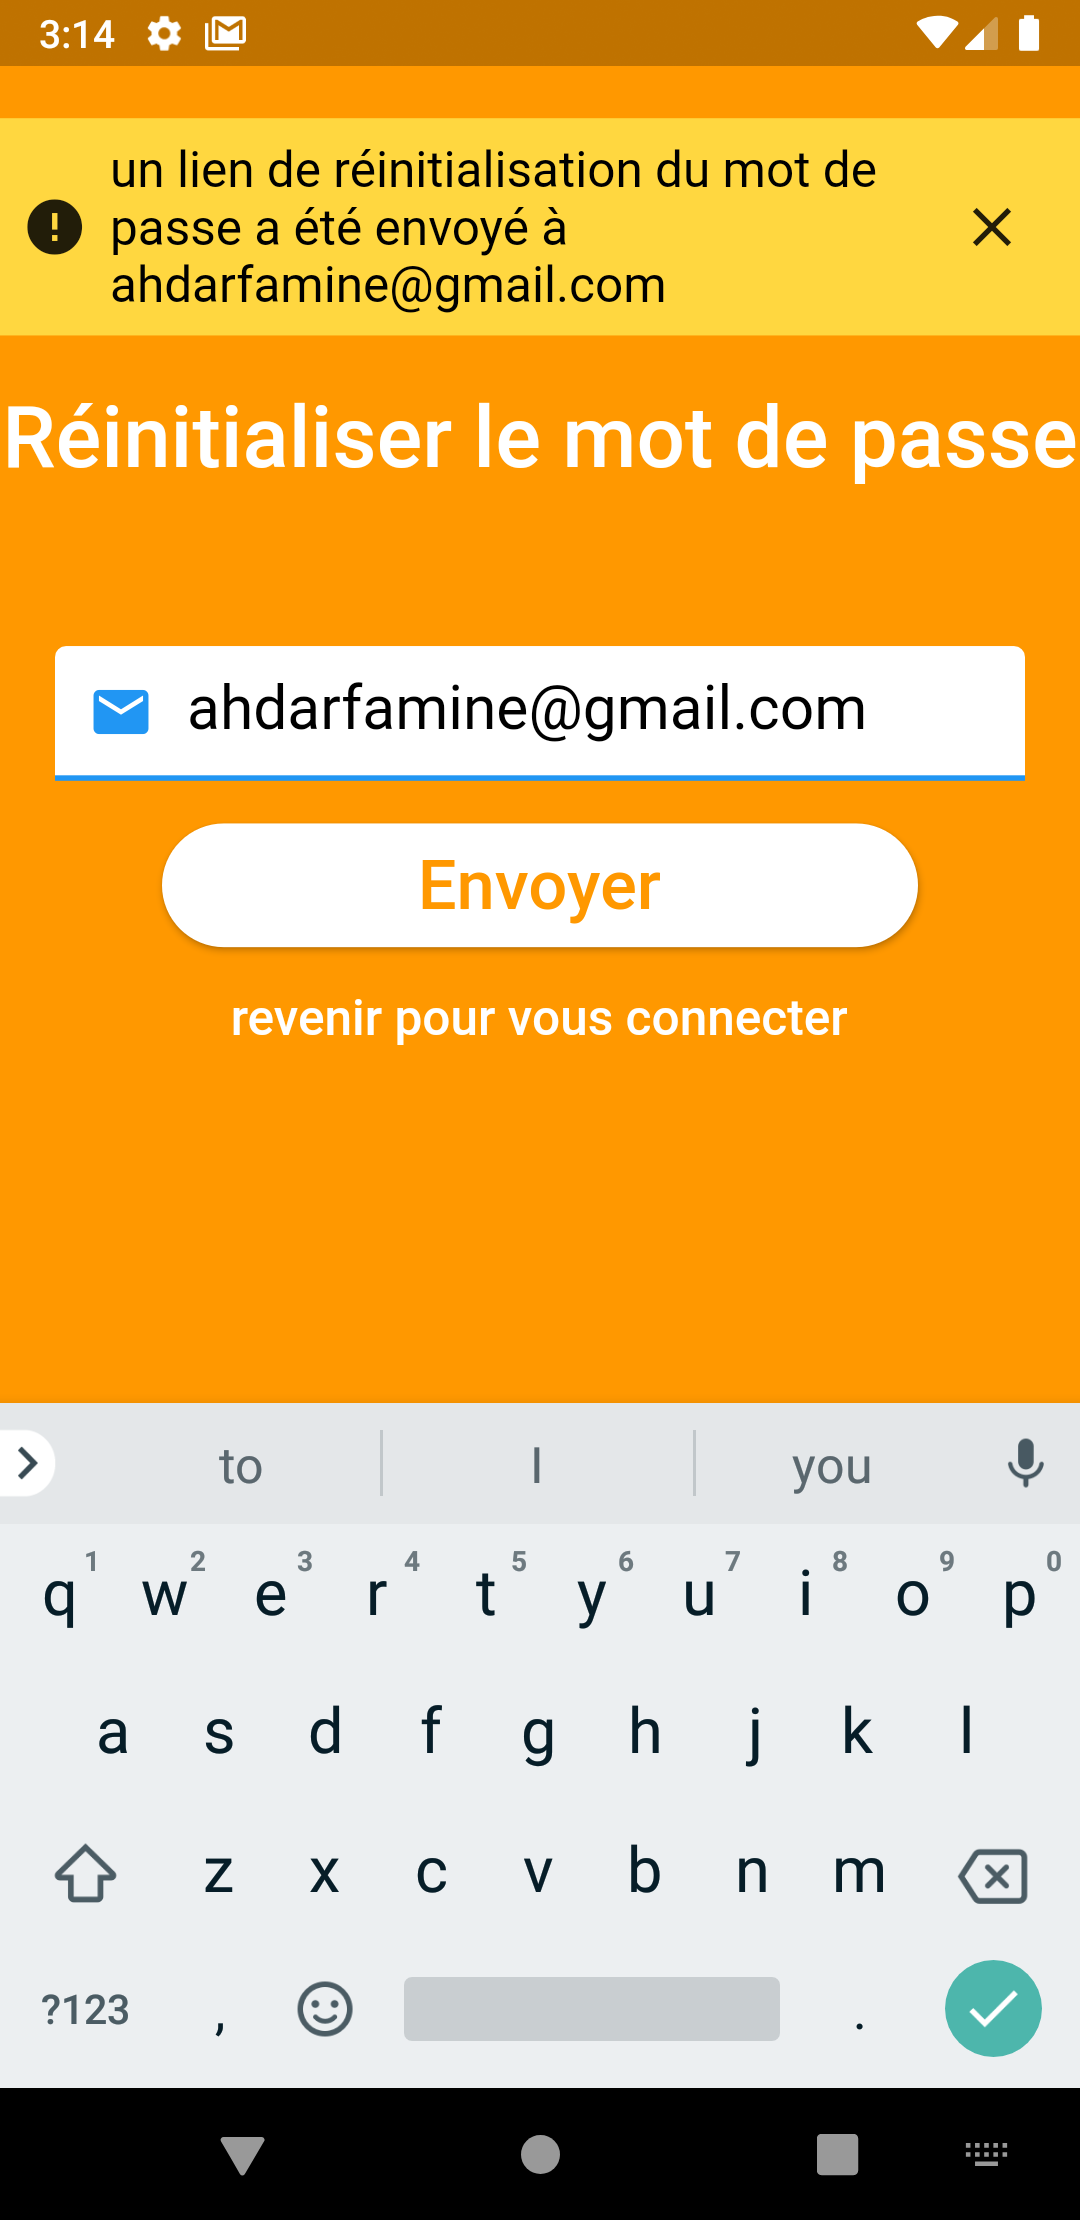 3:14
un lien de réinitialisation du mot de
passe a été envoyé à
ahdarfamine@gmail.com
Réinitialiser le mot de passe
ahdarfamine@gmail.com
Envoyer
revenir pour vous connecter
to I you
1 2 3 4 5 6 7 8 9 0
q w e r t y u i o p
a s d f g h j k l
z x c v b n m
?123 , .